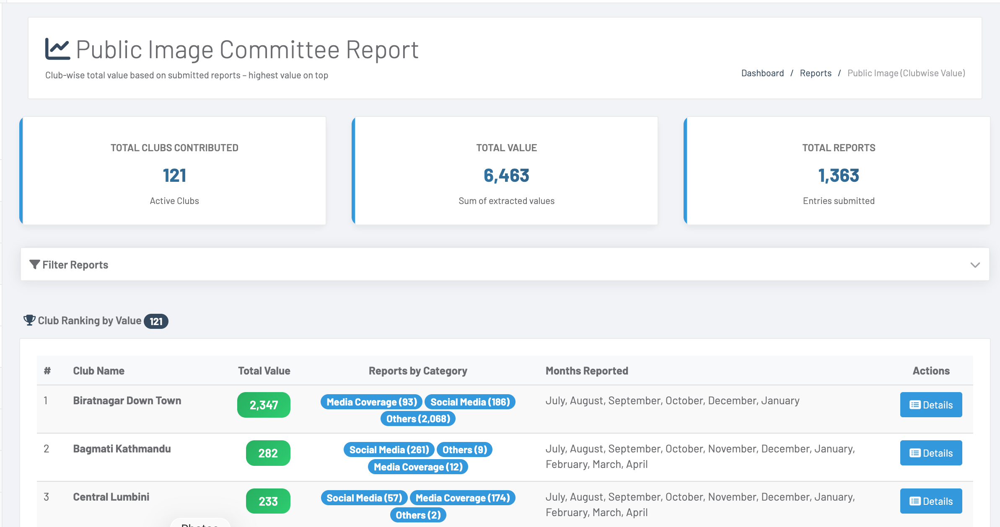 Public Image Committee Report
Club-wise total value based on submitted reports – highest value on top
Dashboard / Reports / Public Image (Clubwise Value)
TOTAL CLUBS CONTRIBUTED
121
Active Clubs
TOTAL VALUE
6,463
Sum of extracted values
TOTAL REPORTS
1,363
Entries submitted
Filter Reports
Club Ranking by Value 121
# Club Name Total Value Reports by Category Months Reported Actions
1 Biratnagar Down Town 2,347 Media Coverage (93) Social Media (186) July, August, September, October, December, January Details
Others (2,068)
2 Bagmati Kathmandu 282 Social Media (261) Others (9) July, August, September, October, November, December, January, Details
Media Coverage (12) February, March, April
3 Central Lumbini 233 Social Media (57) Media Coverage (174) July, August, September, October, November, December, January, Details
Others (2) February, March, April